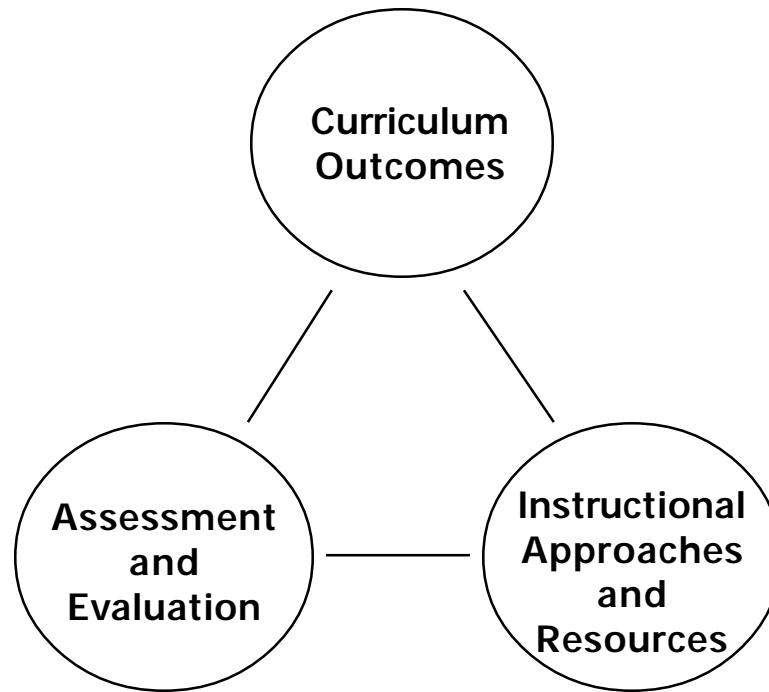 Curriculum
Outcomes
Assessment
and
Evaluation
Instructional
Approaches
and
Resources